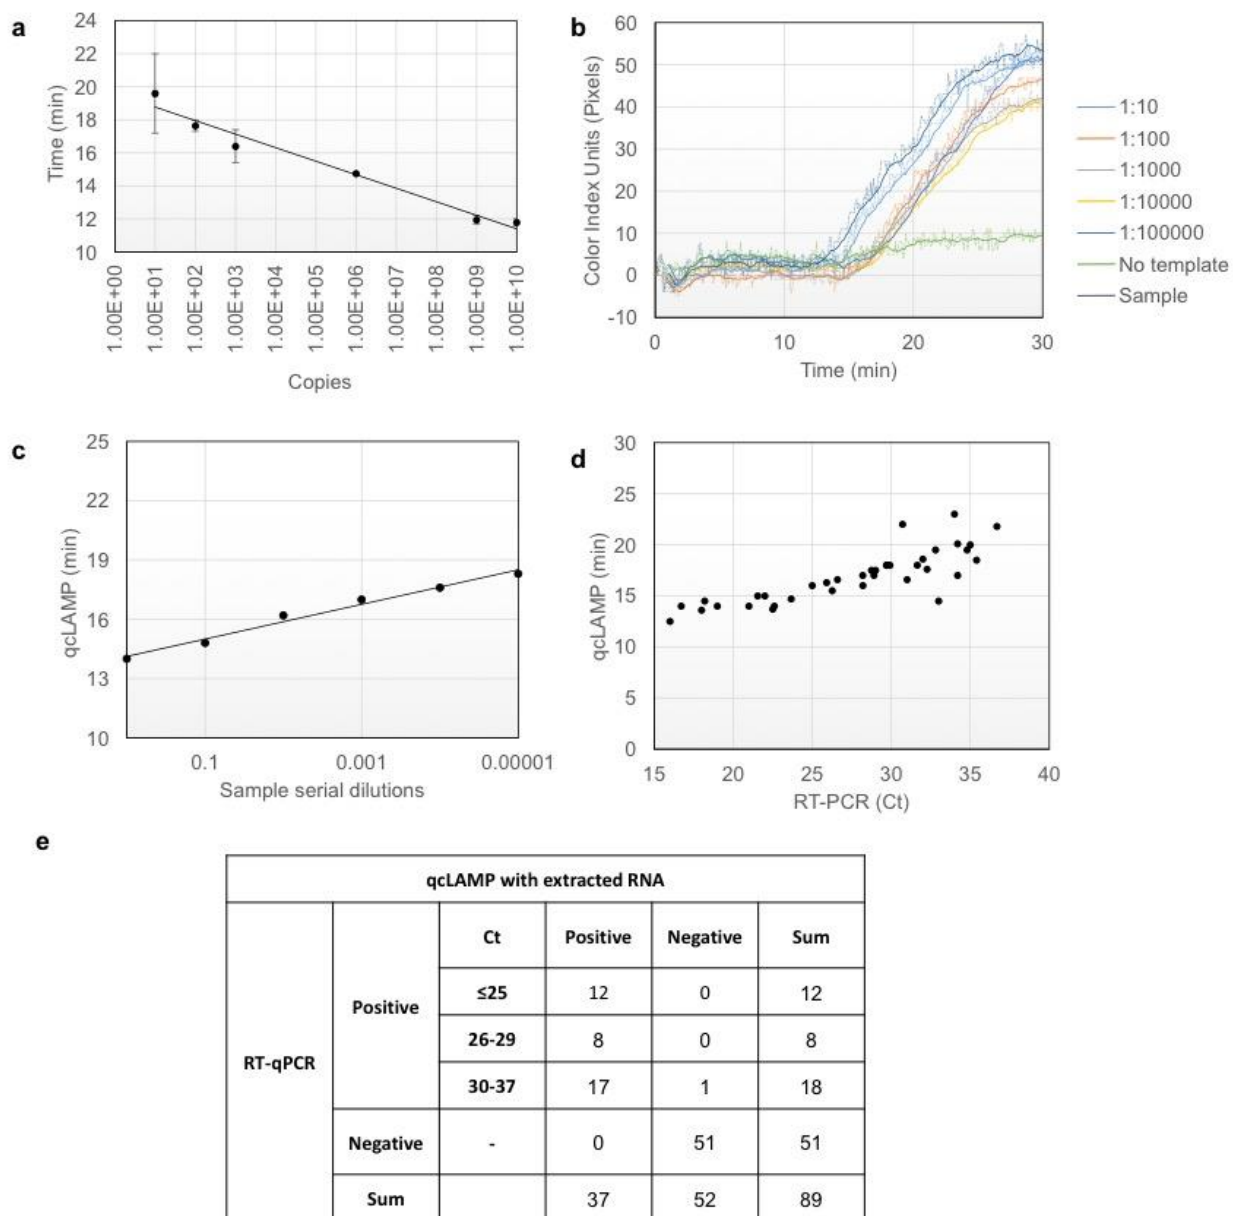 a
24
22
20
18
16
14
12
10
Time (min)
1.00E+00
1.00E+01
1.00E+02
1.00E+03
1.00E+04
1.00E+05
1.00E+06
1.00E+07
1.00E+08
1.00E+09
1.00E+10
Copies
b
60
50
40
30
20
10
0
-10
Color Index Units (Pixels)
0 10 20 30
Time (min)
1:10
1:100
1:1000
1:10000
1:100000
No template
Sample
c
25
22
19
16
13
10
qcLAMP (min)
0.1 0.001 0.00001
Sample serial dilutions
d
30
25
20
15
10
5
0
qcLAMP (min)
15 20 25 30 35 40
RT-PCR (Ct)
e
qcLAMP with extracted RNA
RT-qPCR
Positive
Ct Positive Negative Sum
≤25 12 0 12
26-29 8 0 8
30-37 17 1 18
Negative - 0 51 51
Sum 37 52 89